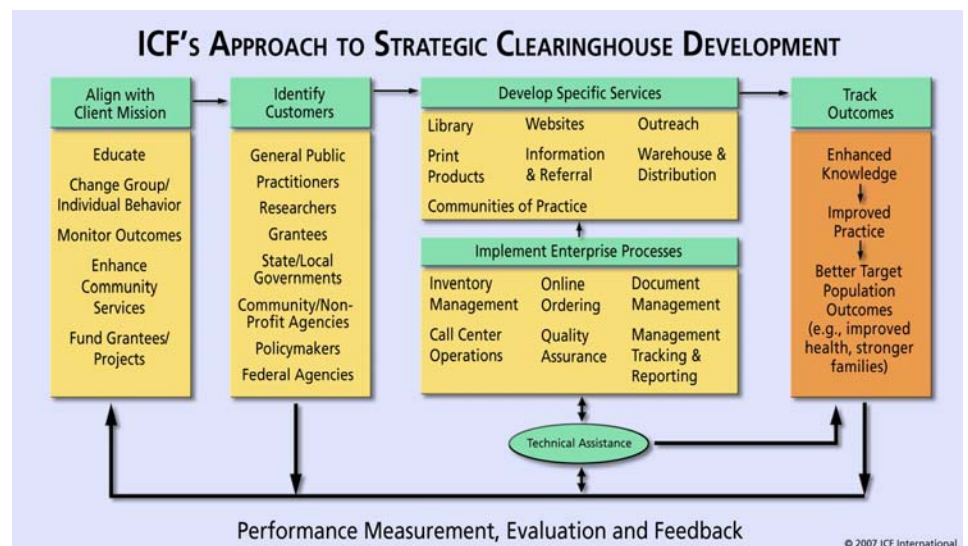 ICF's Approach to Strategic Clearinghouse Development
Align with
Client Mission
Educate
Change Group/
Individual Behavior
Monitor Outcomes
Enhance
Community
Services
Fund Grantees/
Projects
Identify
Customers
General Public
Practitioners
Researchers
Grantees
State/Local
Governments
Community/Non-
Profit Agencies
Policymakers
Federal Agencies
Develop Specific Services
Library
Websites
Outreach
Print
Products
Information
& Referral
Warehouse &
Distribution
Communities of Practice
Implement Enterprise Processes
Inventory
Management
Online
Ordering
Document
Management
Call Center
Operations
Quality
Assurance
Management
Tracking &
Reporting
Technical Assistance
Track
Outcomes
Enhanced
Knowledge
Improved
Practice
Better Target
Population
Outcomes
(e.g., improved
health, stronger
families)
Performance Measurement, Evaluation and Feedback
© 2007 ICF International